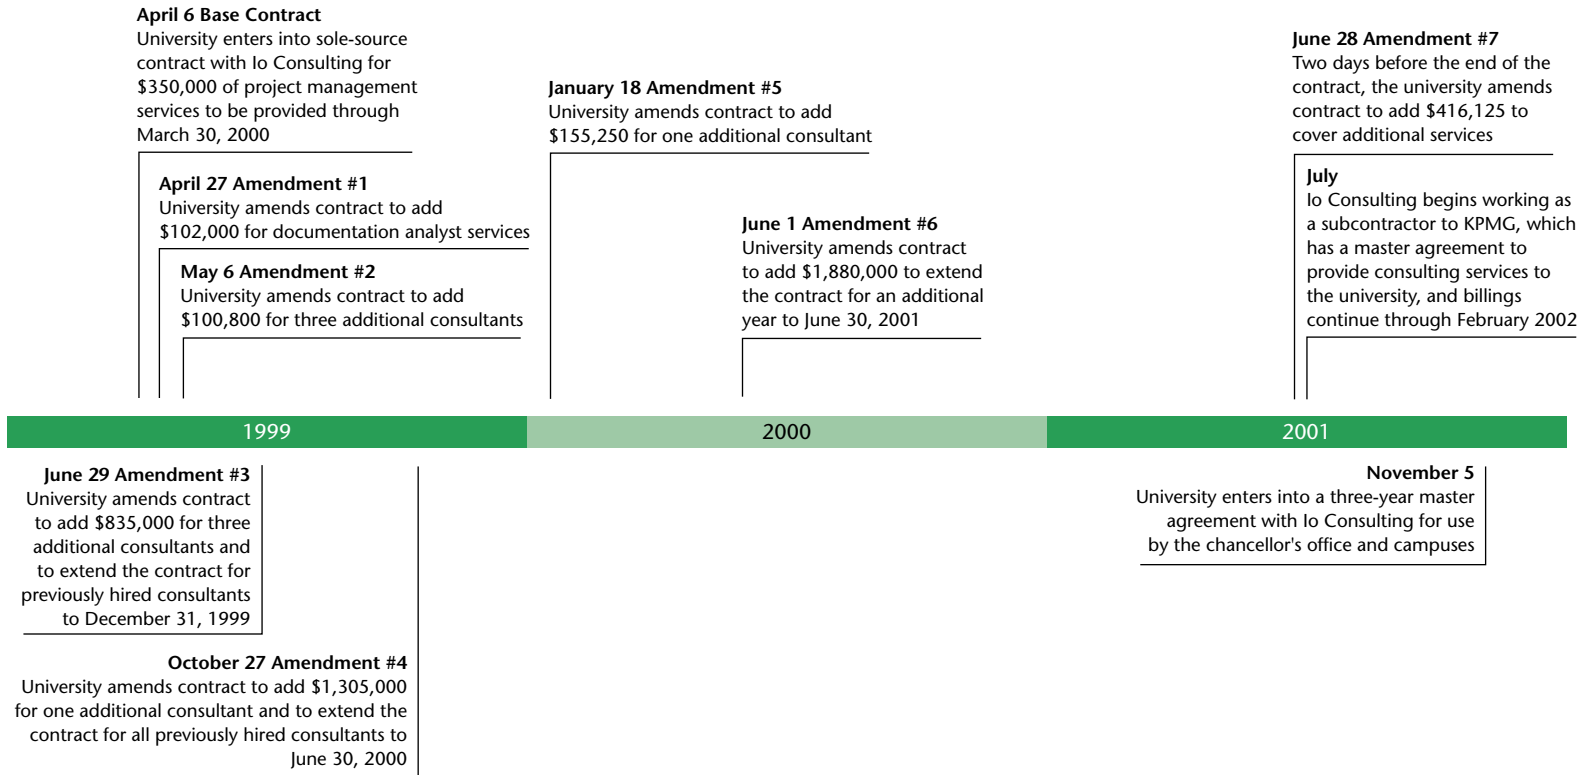 April 6 Base Contract
University enters into sole-source
contract with Io Consulting for
$350,000 of project management
services to be provided through
March 30, 2000
April 27 Amendment #1
University amends contract to add
$102,000 for documentation analyst services
May 6 Amendment #2
University amends contract to add
$100,800 for three additional consultants
January 18 Amendment #5
University amends contract to add
$155,250 for one additional consultant
June 1 Amendment #6
University amends contract
to add $1,880,000 to extend
the contract for an additional
year to June 30, 2001
June 28 Amendment #7
Two days before the end of the
contract, the university amends
contract to add $416,125 to
cover additional services
July
Io Consulting begins working as
a subcontractor to KPMG, which
has a master agreement to
provide consulting services to
the university, and billings
continue through February 2002
1999
2000
2001
June 29 Amendment #3
University amends contract
to add $835,000 for three
additional consultants and
to extend the contract for
previously hired consultants
to December 31, 1999
October 27 Amendment #4
University amends contract to add $1,305,000
for one additional consultant and to extend the
contract for all previously hired consultants to
June 30, 2000
November 5
University enters into a three-year master
agreement with Io Consulting for use
by the chancellor's office and campuses